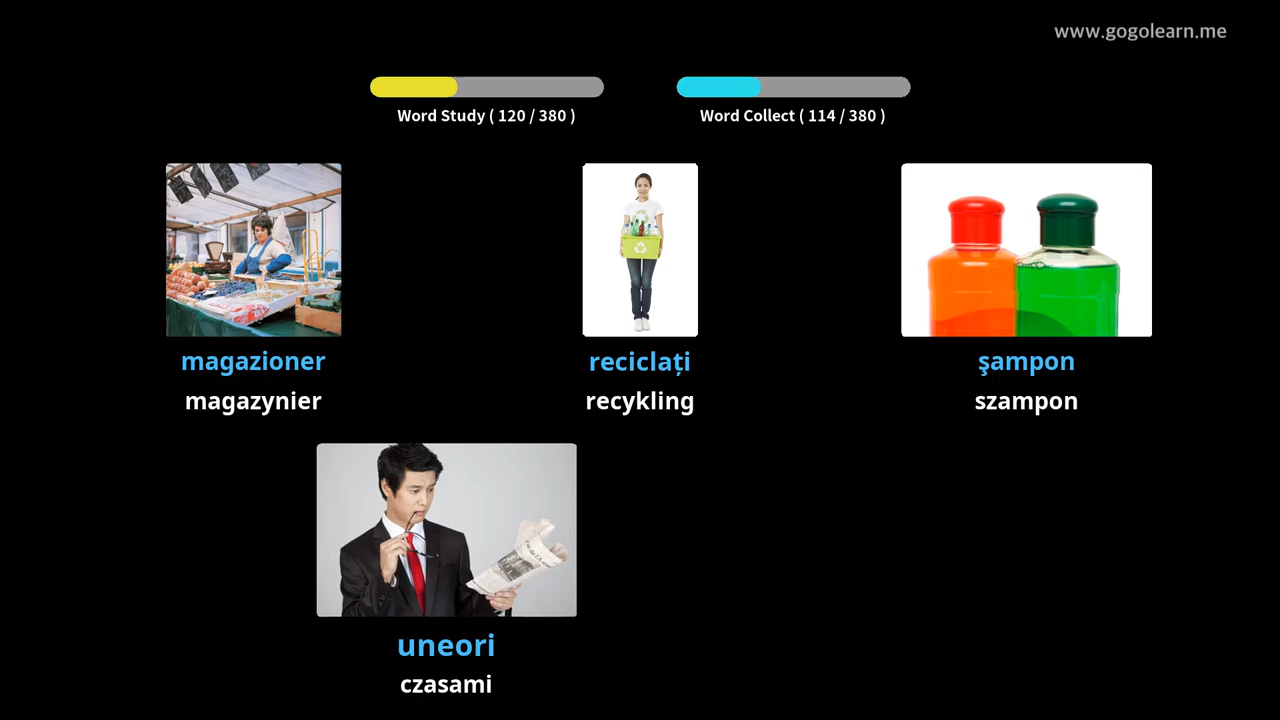 www.gogolearn.me
Word Study ( 120 / 380 )
Word Collect ( 114 / 380 )
magazioner
magazynier
reciclați
recykling
şampon
szampon
uneori
czasami